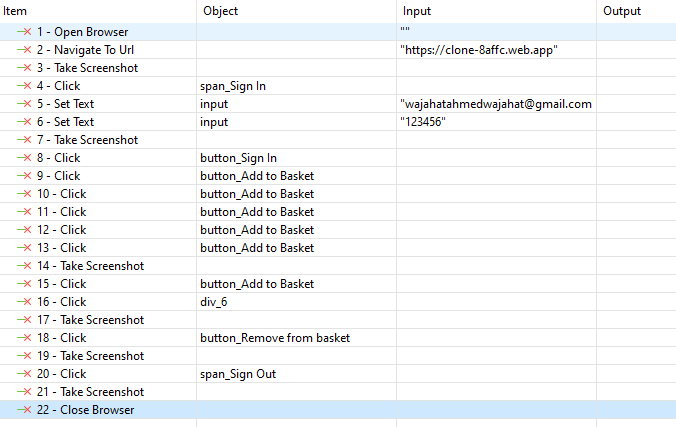 Item Object Input Output
1 - Open Browser ""
2 - Navigate To Url "https://clone-8affc.web.app"
3 - Take Screenshot
4 - Click span_Sign In
5 - Set Text input "wajahatahmedwajahat@gmail.com
6 - Set Text input "123456"
7 - Take Screenshot
8 - Click button_Sign In
9 - Click button_Add to Basket
10 - Click button_Add to Basket
11 - Click button_Add to Basket
12 - Click button_Add to Basket
13 - Click button_Add to Basket
14 - Take Screenshot
15 - Click button_Add to Basket
16 - Click div_6
17 - Take Screenshot
18 - Click button_Remove from basket
19 - Take Screenshot
20 - Click span_Sign Out
21 - Take Screenshot
22 - Close Browser